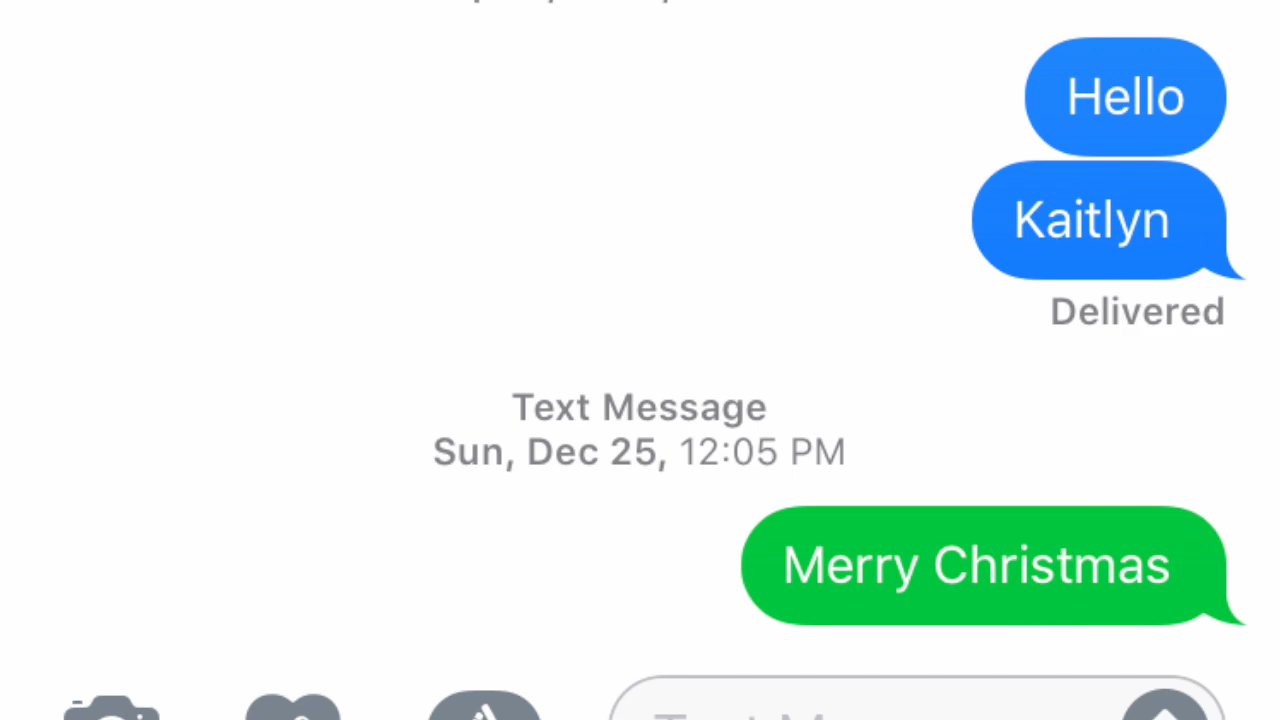 Hello
Kaitlyn
Delivered
Text Message
Sun, Dec 25, 12:05 PM
Merry Christmas